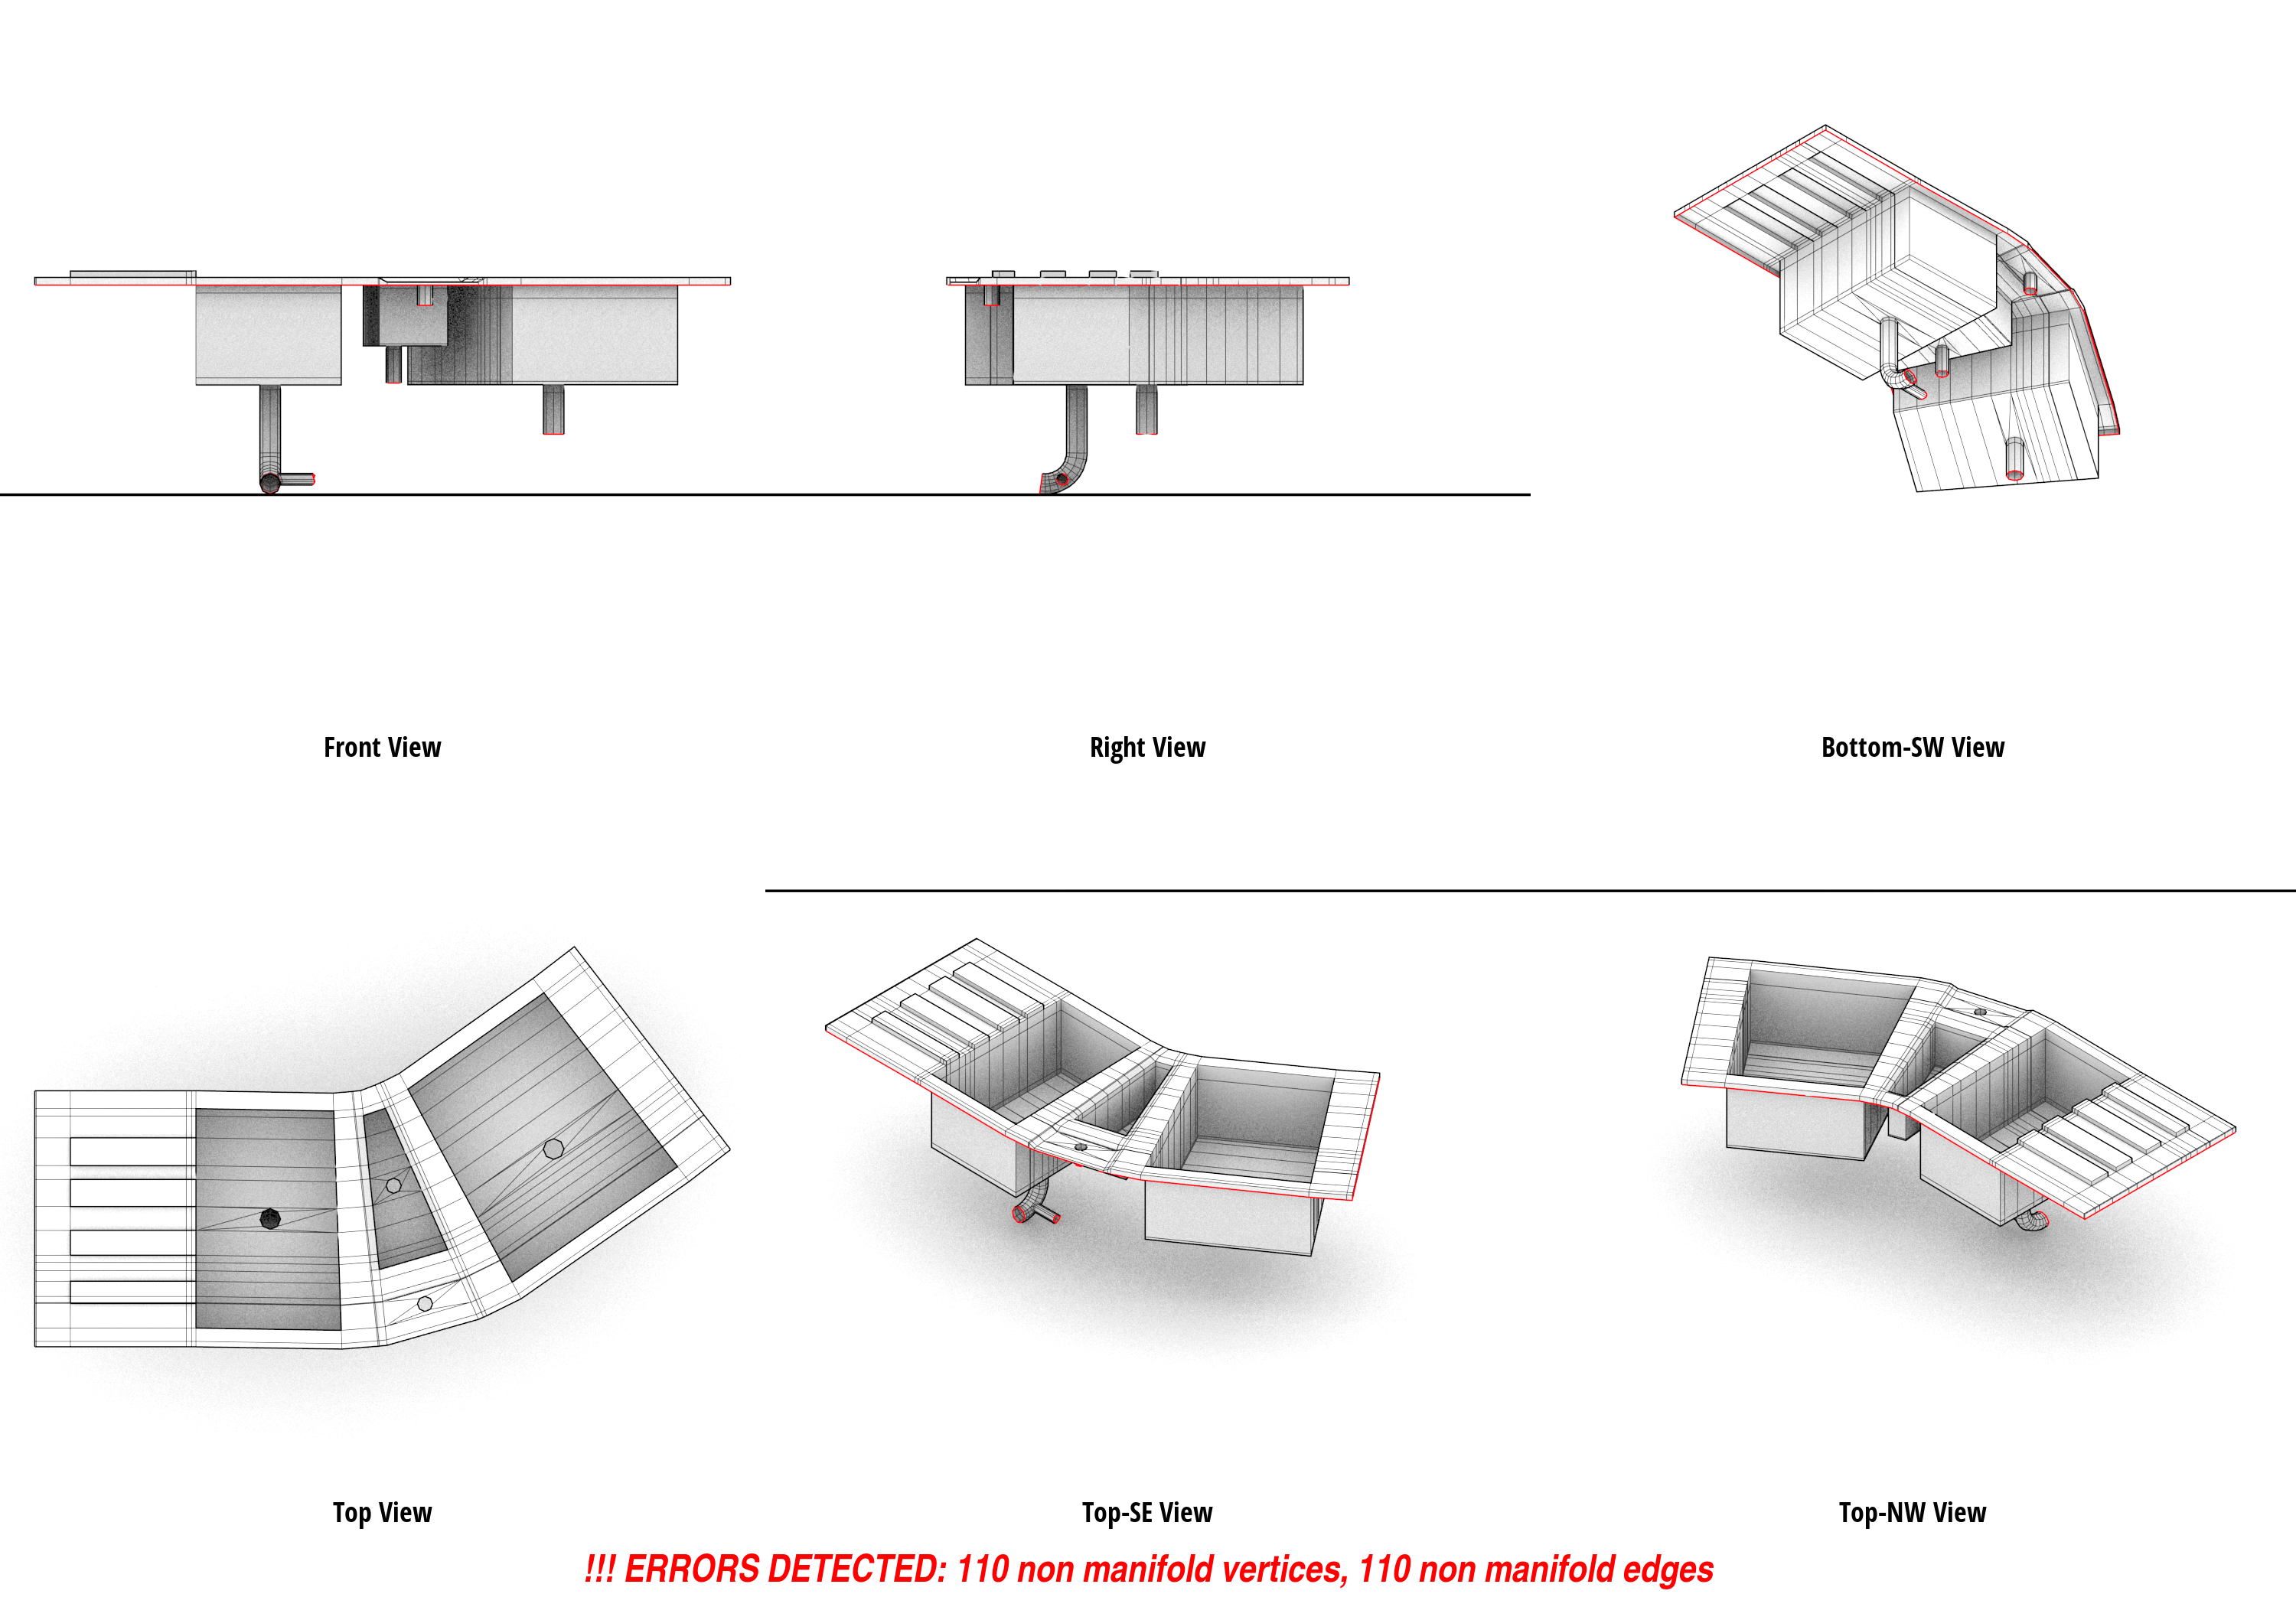 Front View
Right View
Bottom-SW View
Top View
Top-SE View
Top-NW View
!!! ERRORS DETECTED: 110 non manifold vertices, 110 non manifold edges